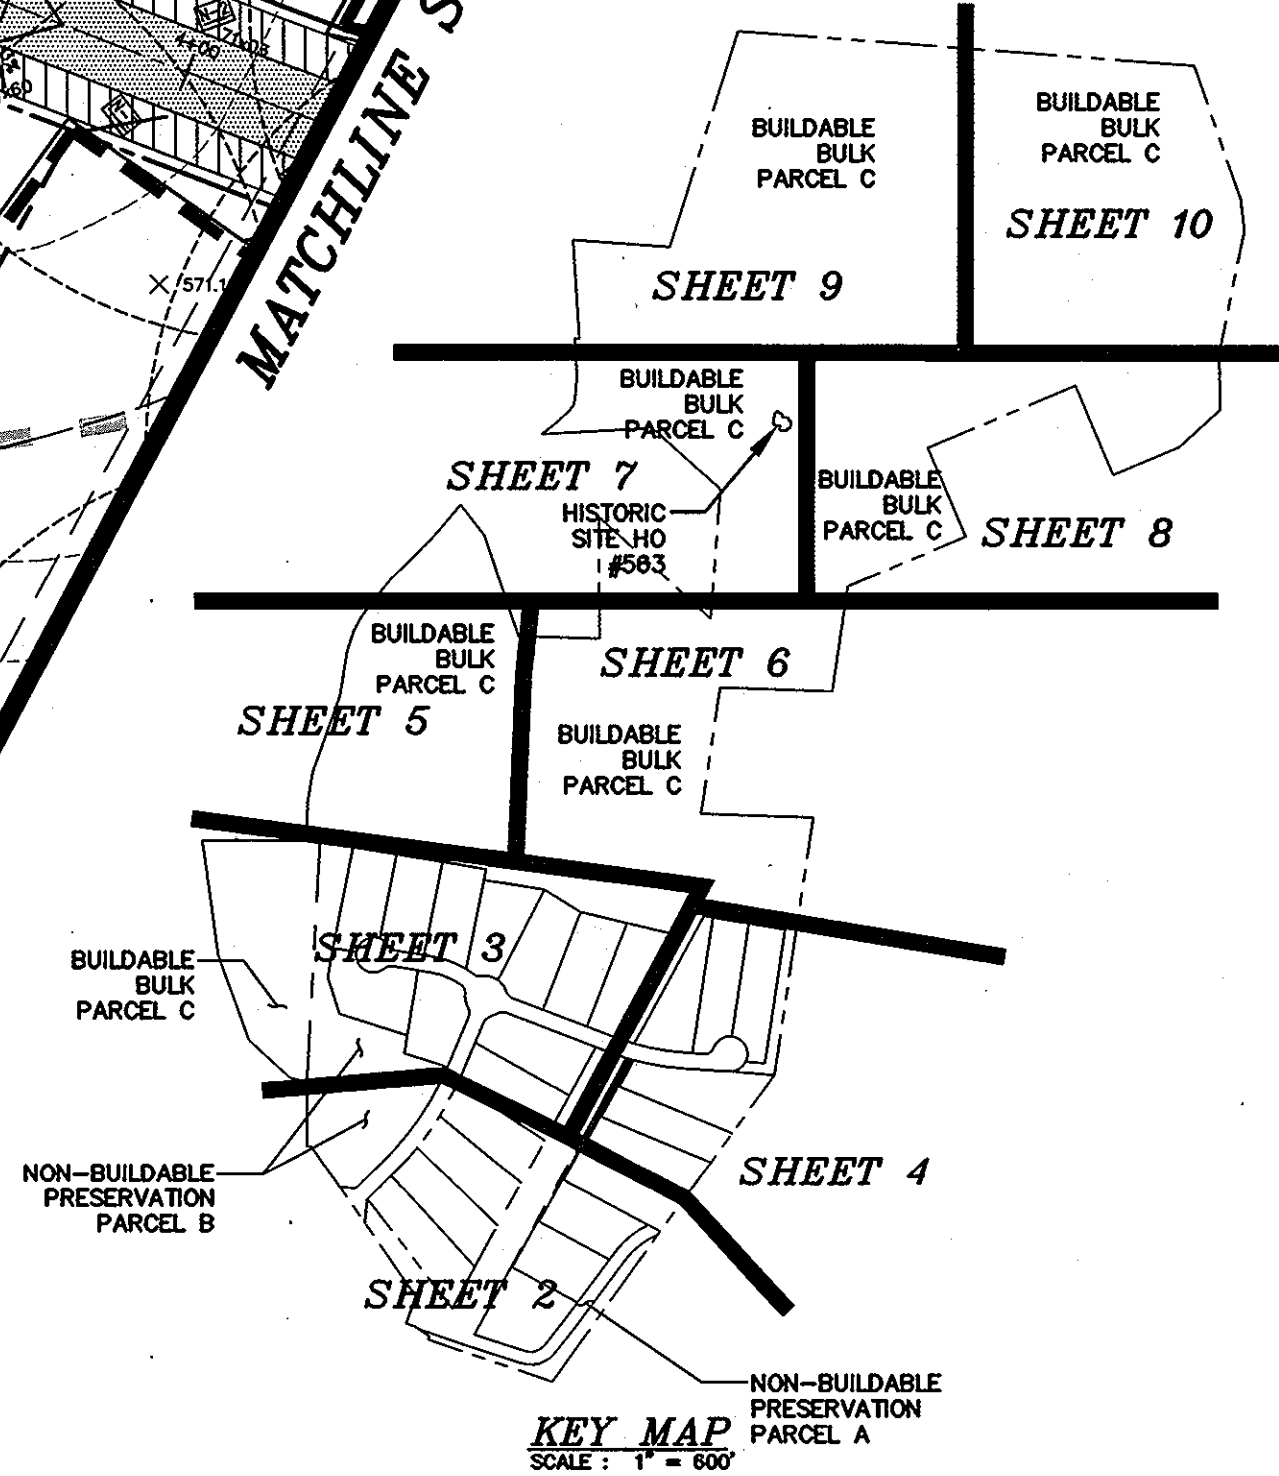 N-2
4+00
MATCHLINE S
571.1
BUILDABLE
BULK
PARCEL C
BUILDABLE
BULK
PARCEL C
SHEET 10
SHEET 9
BUILDABLE
BULK
PARCEL C
SHEET 7
HISTORIC
SITE HO
#563
BUILDABLE
BULK
PARCEL C
SHEET 8
BUILDABLE
BULK
PARCEL C
SHEET 6
SHEET 5
BUILDABLE
BULK
PARCEL C
SHEET 3
BUILDABLE
BULK
PARCEL C
NON-BUILDABLE
PRESERVATION
PARCEL B
SHEET 4
SHEET 2
NON-BUILDABLE
PRESERVATION
PARCEL A
KEY MAP
SCALE : 1" = 600'